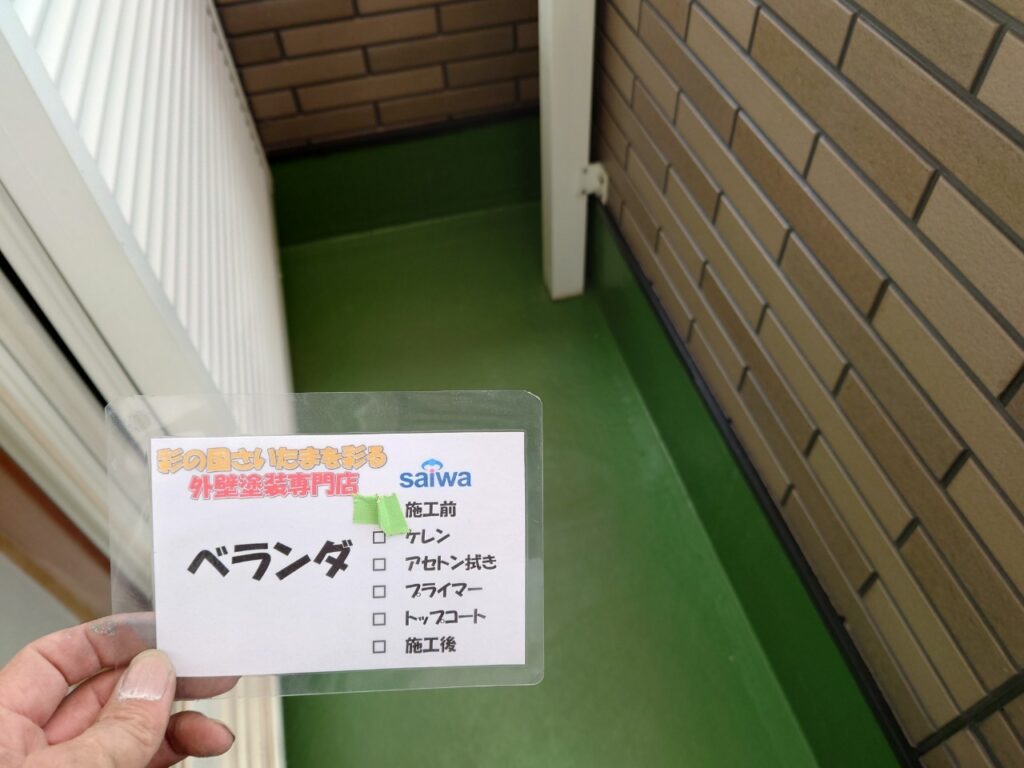 彩の国さいたまを彩る
外壁塗装専門店
saiwa
ベランダ
施工前
□ ケレン
□ アセトン拭き
□ プライマー
□ トップコート
□ 施工後